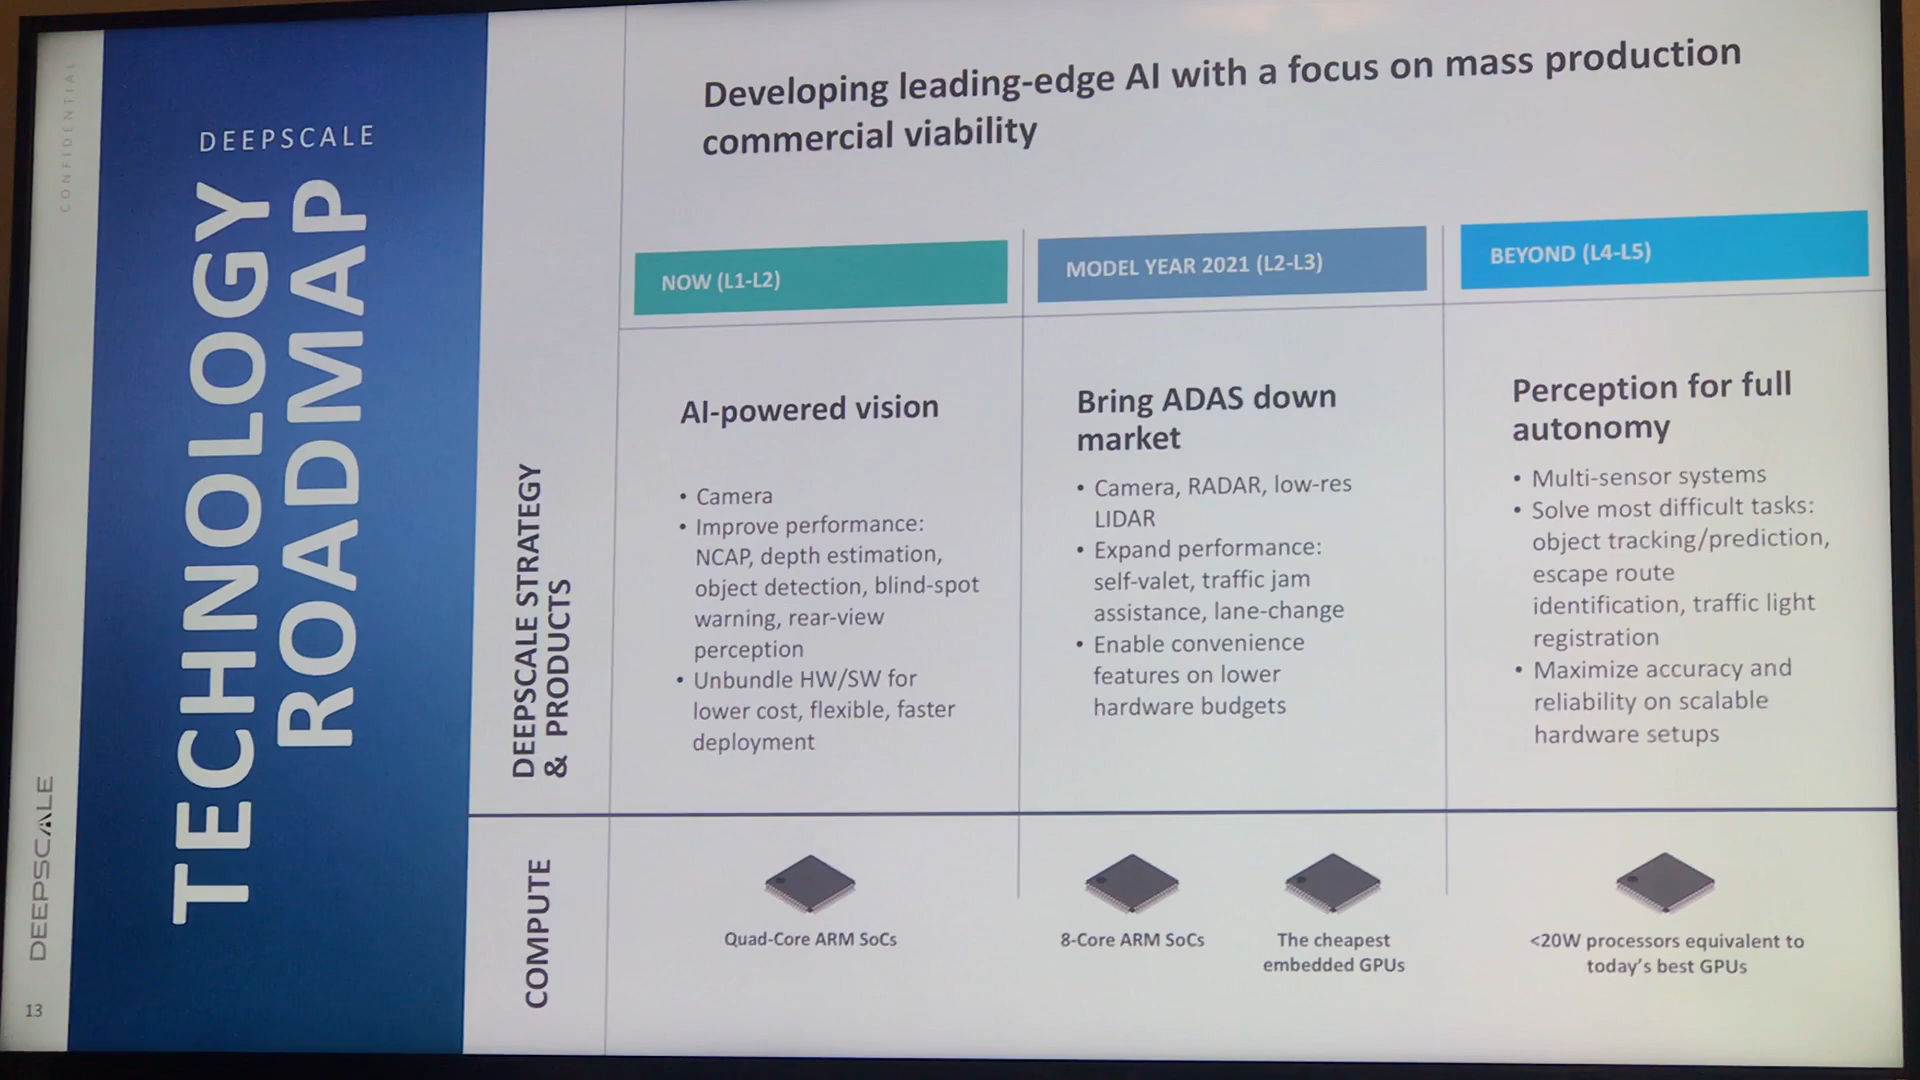 CONFIDENTIAL
DEEPSCALE
13
DEEPSCALE
TECHNOLOGY
ROADMAP
Developing leading-edge AI with a focus on mass production
commercial viability
NOW (L1-L2)
MODEL YEAR 2021 (L2-L3)
BEYOND (L4-L5)
DEEPSCALE STRATEGY
& PRODUCTS
AI-powered vision
• Camera
• Improve performance:
NCAP, depth estimation,
object detection, blind-spot
warning, rear-view
perception
• Unbundle HW/SW for
lower cost, flexible, faster
deployment
Bring ADAS down
market
• Camera, RADAR, low-res
LIDAR
• Expand performance:
self-valet, traffic jam
assistance, lane-change
• Enable convenience
features on lower
hardware budgets
Perception for full
autonomy
• Multi-sensor systems
• Solve most difficult tasks:
object tracking/prediction,
escape route
identification, traffic light
registration
• Maximize accuracy and
reliability on scalable
hardware setups
COMPUTE
Quad-Core ARM SoCs
8-Core ARM SoCs
The cheapest
embedded GPUs
<20W processors equivalent to
today's best GPUs